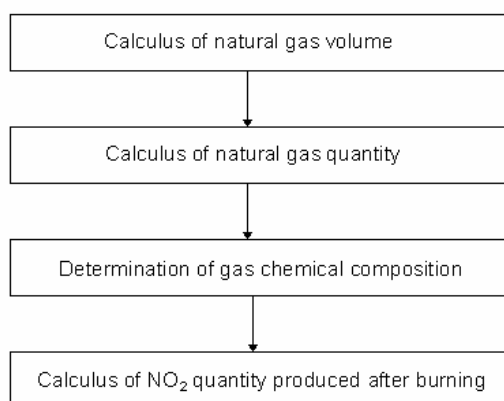 Calculus of natural gas volume
Calculus of natural gas quantity
Determination of gas chemical composition
Calculus of NO₂ quantity produced after burning